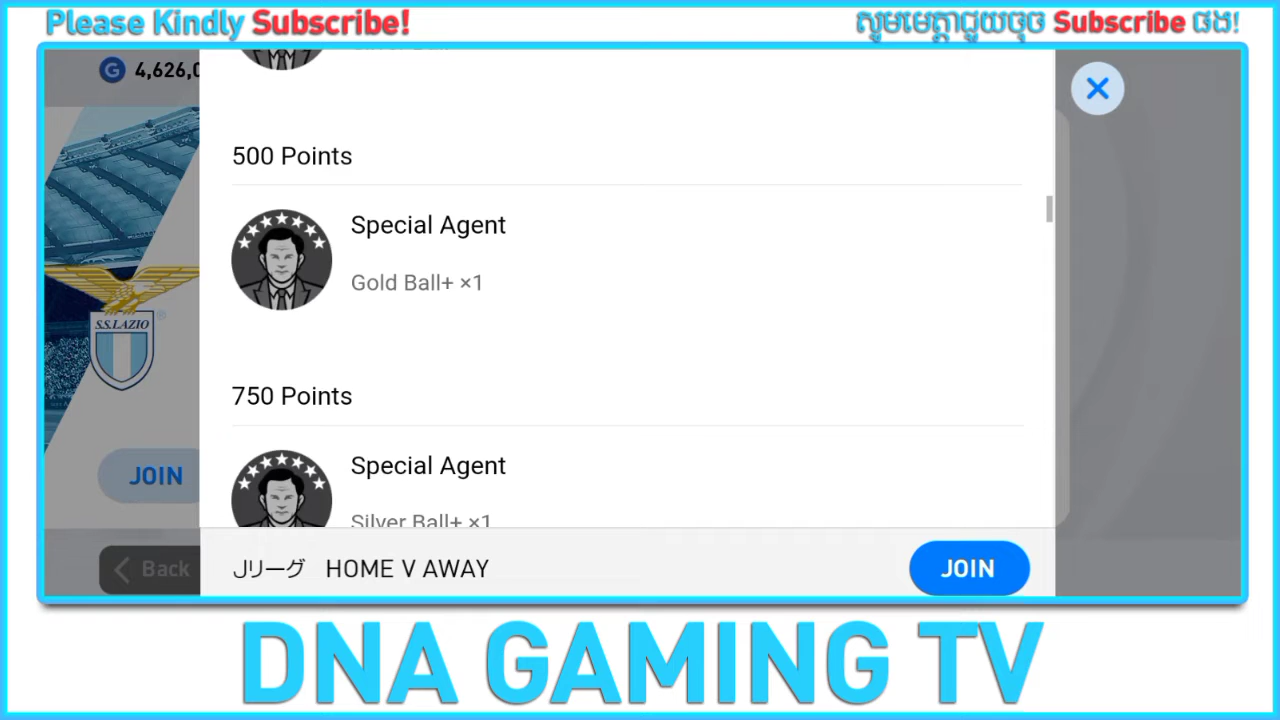 Please Kindly Subscribe!
សូមមេត្តាជួយចុច Subscribe ផង!
G 4,626,0
500 Points
Special Agent
Gold Ball+ ×1
S.S.LAZIO
750 Points
Special Agent
Silver Ball+ ×1
JOIN
Back
Jリーグ HOME V AWAY
JOIN
DNA GAMING TV